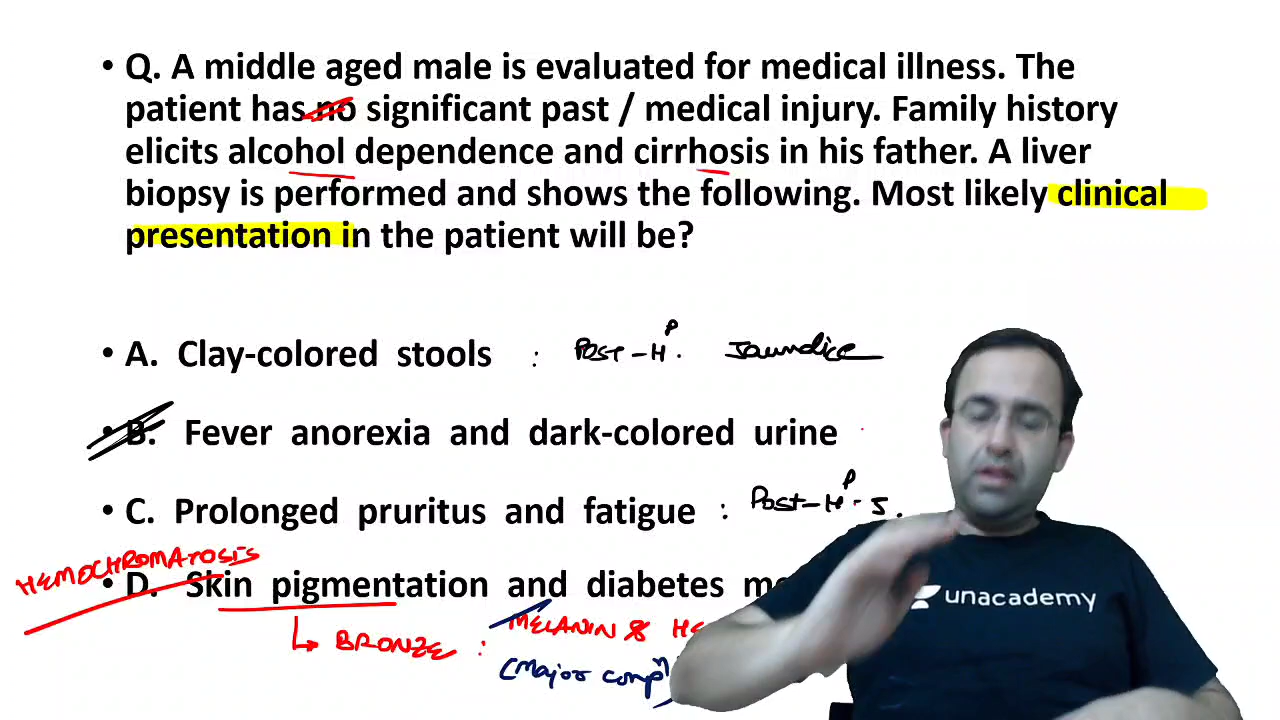 • Q. A middle aged male is evaluated for medical illness. The
patient has no significant past / medical injury. Family history
elicits alcohol dependence and cirrhosis in his father. A liver
biopsy is performed and shows the following. Most likely clinical
presentation in the patient will be?
• A. Clay-colored stools : Post-H^P. Jaundice
• B. Fever anorexia and dark-colored urine
• C. Prolonged pruritus and fatigue : Post-H^P. J.
HEMOCHROMATOSIS
• D. Skin pigmentation and diabetes
unacademy
↳ BRONZE : MELANIN &
(Major comp^n